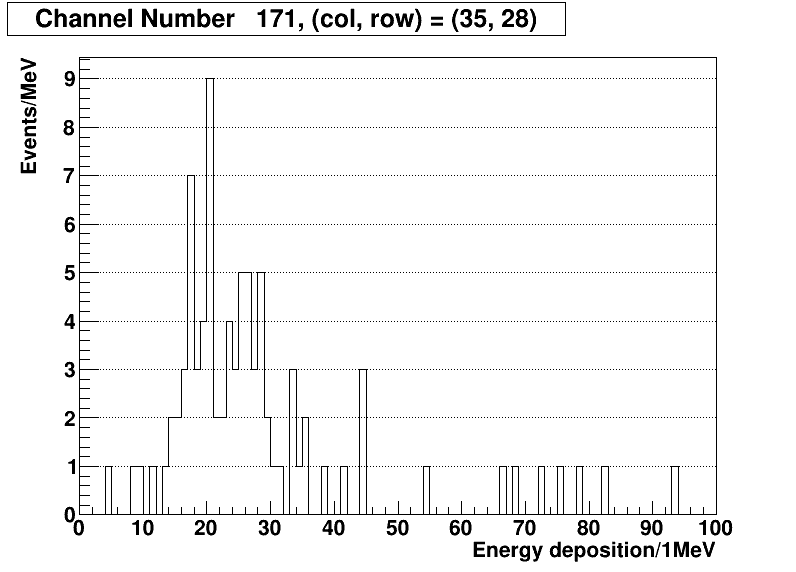 Channel Number 171, (col, row) = (35, 28)
Events/MeV
9
8
7
6
5
4
3
2
1
0
0 10 20 30 40 50 60 70 80 90 100
Energy deposition/1MeV